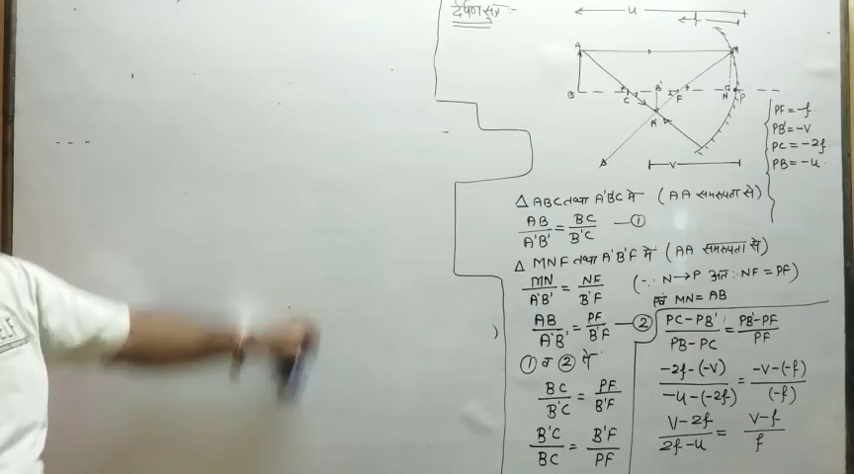 दर्पण सूत्र :-
u
f
A
M
B
C
B'
F
N
P
A'
v
PF = -f
PB' = -v
PC = -2f
PB = -u
△ ABC तथा A'B'C में (AA समरूपता से)
AB/A'B' = BC/B'C —①
△ MNF तथा A'B'F में (AA समरूपता से)
MN/A'B' = NF/B'F (∵ N→P अतः NF = PF)
एवं MN = AB
AB/A'B' = PF/B'F —②
① व ② से
BC/B'C = PF/B'F
B'C/BC = B'F/PF
PC-PB'/PB-PC = PB'-PF/PF
-2f-(-v)/-u-(-2f) = -v-(-f)/(-f)
v-2f/2f-u = v-f/f